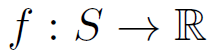 f : S → ℝ